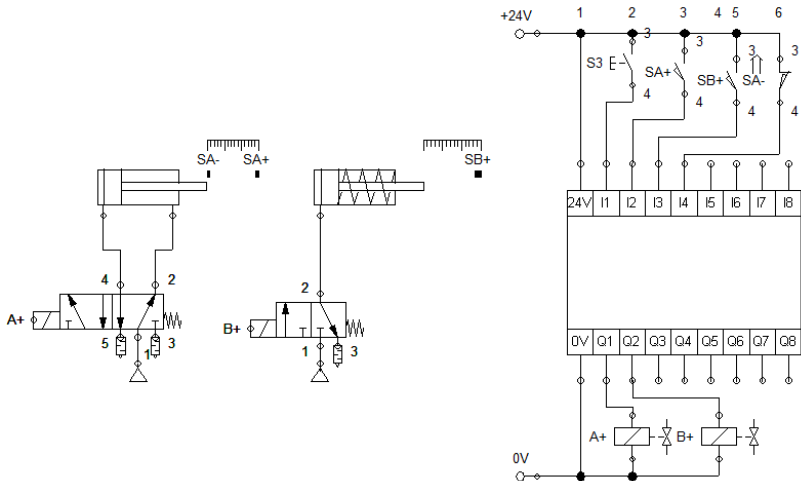 +24V 1 2 3 4 5 6
3 3 3 3
S3 SA+ SB+ SA-
4 4 4 4
SA- SA+ SB+
24V I1 I2 I3 I4 I5 I6 I7 I8
4 2 2
A+ B+
5 1 3 1 3
0V Q1 Q2 Q3 Q4 Q5 Q6 Q7 Q8
A+ B+
0V